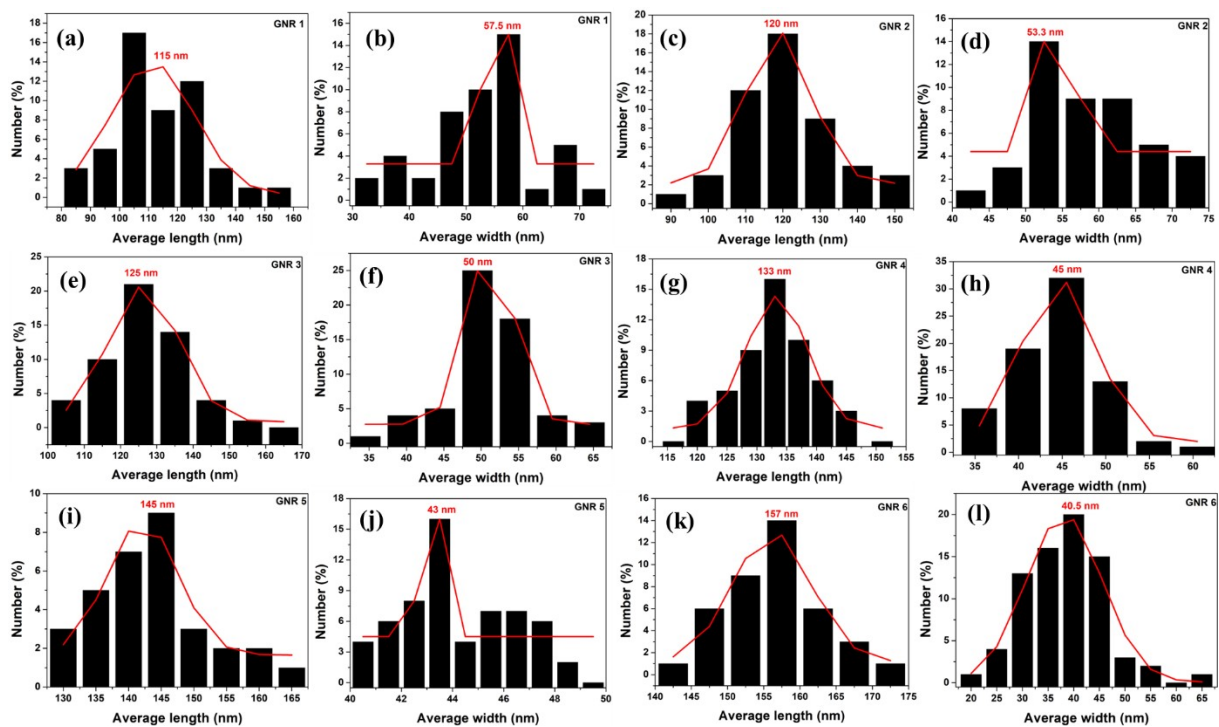 GNR 1
(a)
115 nm
Number (%)
18
16
14
12
10
8
6
4
2
0
80 90 100 110 120 130 140 150 160
Average length (nm)
GNR 1
(b)
57.5 nm
Number (%)
16
14
12
10
8
6
4
2
0
30 40 50 60 70
Average width (nm)
GNR 2
(c)
120 nm
Number (%)
20
18
16
14
12
10
8
6
4
2
0
90 100 110 120 130 140 150
Average length (nm)
GNR 2
(d)
53.3 nm
Number (%)
16
14
12
10
8
6
4
2
0
40 45 50 55 60 65 70 75
Average width (nm)
GNR 3
(e)
125 nm
Number (%)
25
20
15
10
5
0
100 110 120 130 140 150 160 170
Average length (nm)
GNR 3
(f)
50 nm
Number (%)
25
20
15
10
5
0
35 40 45 50 55 60 65
Average width (nm)
GNR 4
(g)
133 nm
Number (%)
18
15
12
9
6
3
0
115 120 125 130 135 140 145 150 155
Average length (nm)
GNR 4
(h)
45 nm
Number (%)
35
30
25
20
15
10
5
0
35 40 45 50 55 60
Average width (nm)
GNR 5
(i)
145 nm
Number (%)
10
8
6
4
2
0
130 135 140 145 150 155 160 165
Average length (nm)
GNR 5
(j)
43 nm
Number (%)
18
15
12
9
6
3
0
40 42 44 46 48 50
Average width (nm)
GNR 6
(k)
157 nm
Number (%)
16
14
12
10
8
6
4
2
0
140 145 150 155 160 165 170 175
Average length (nm)
GNR 6
(l)
40.5 nm
Number (%)
20
15
10
5
0
20 25 30 35 40 45 50 55 60 65
Average width (nm)